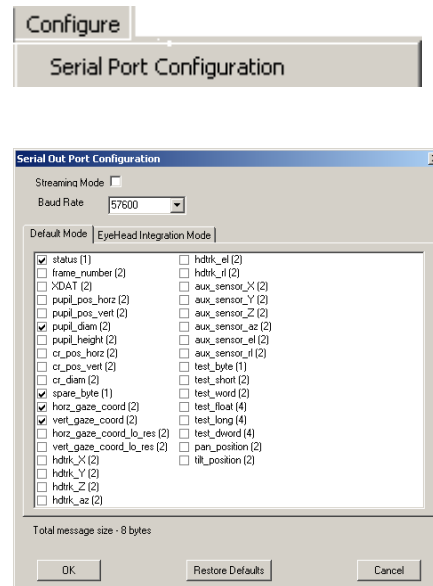 Configure
Serial Port Configuration
Serial Out Port Configuration
Streaming Mode
Baud Rate 57600
Default Mode EyeHead Integration Mode
status (1)
frame_number (2)
XDAT (2)
pupil_pos_horz (2)
pupil_pos_vert (2)
pupil_diam (2)
pupil_height (2)
cr_pos_horz (2)
cr_pos_vert (2)
cr_diam (2)
spare_byte (1)
horz_gaze_coord (2)
vert_gaze_coord (2)
horz_gaze_coord_lo_res (2)
vert_gaze_coord_lo_res (2)
hdtrk_X (2)
hdtrk_Y (2)
hdtrk_Z (2)
hdtrk_az (2)
hdtrk_el (2)
hdtrk_rl (2)
aux_sensor_X (2)
aux_sensor_Y (2)
aux_sensor_Z (2)
aux_sensor_az (2)
aux_sensor_el (2)
aux_sensor_rl (2)
test_byte (1)
test_short (2)
test_word (2)
test_float (4)
test_long (4)
test_dword (4)
pan_position (2)
tilt_position (2)
Total message size - 8 bytes
OK Restore Defaults Cancel